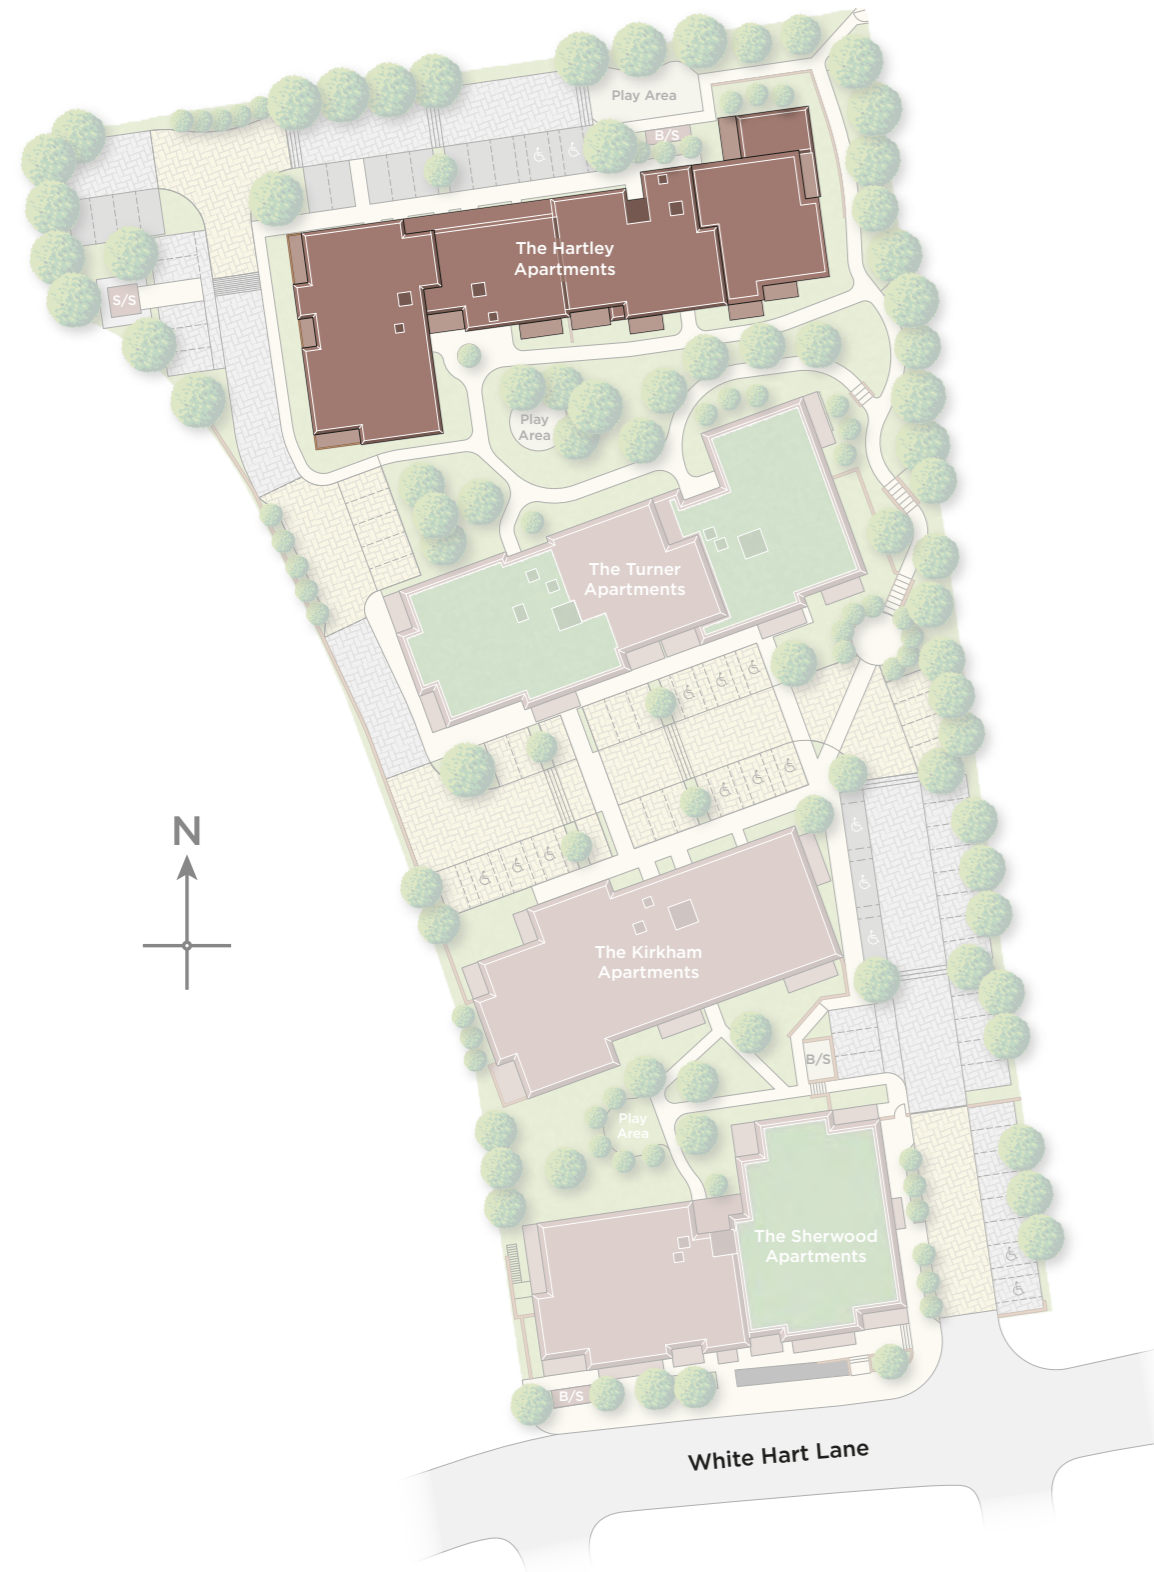 Play Area
B/S
The Hartley
Apartments
S/S
Play
Area
The Turner
Apartments
N
The Kirkham
Apartments
B/S
Play
Area
The Sherwood
Apartments
B/S
White Hart Lane